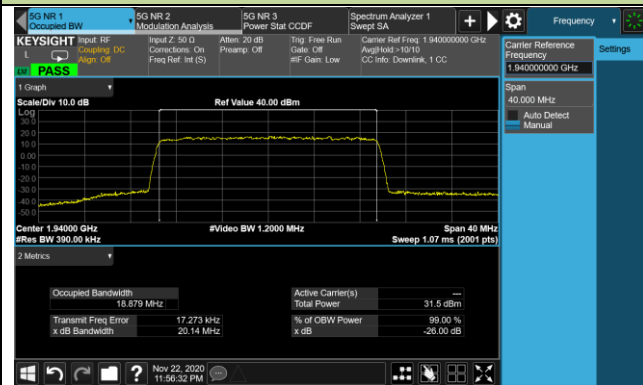 5G NR 1
Occupied BW
5G NR 2
Modulation Analysis
5G NR 3
Power Stat CCDF
Spectrum Analyzer 1
Swept SA
Frequency
KEYSIGHT
L
PASS
Input: RF
Coupling: DC
Align: Off
Input Z: 50 Ω
Corrections: On
Freq Ref: Int (S)
Atten: 20 dB
Preamp: Off
Trig: Free Run
Gate: Off
#IF Gain: Low
Carrier Ref Freq: 1.940000000 GHz
Avg|Hold:>10/10
CC Info: Downlink, 1 CC
Carrier Reference
Frequency
1.940000000 GHz
Settings
Span
40.000 MHz
Auto Detect
Manual
1 Graph
Scale/Div 10.0 dB
Ref Value 40.00 dBm
Log
30.0
20.0
10.0
0.00
-10.0
-20.0
-30.0
-40.0
-50.0
Center 1.94000 GHz
#Video BW 1.2000 MHz
Span 40 MHz
#Res BW 390.00 kHz
Sweep 1.07 ms (2001 pts)
2 Metrics
Occupied Bandwidth
18.879 MHz
Transmit Freq Error 17.273 kHz
x dB Bandwidth 20.14 MHz
Active Carrier(s) ---
Total Power 31.5 dBm
% of OBW Power 99.00 %
x dB -26.00 dB
?
Nov 22, 2020
11:56:32 PM